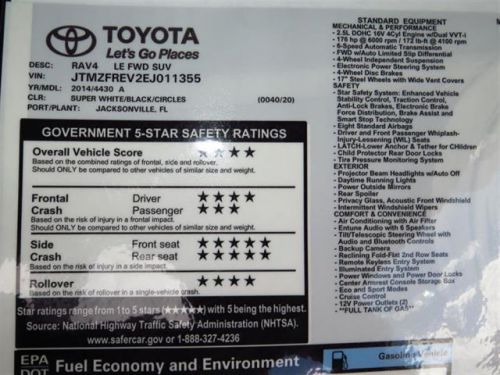 TOYOTA
Let's Go Places
DESC: RAV4 LE FWD SUV
VIN: JTMZFREV2EJ011355
YR/MDL: 2014/4430 A
CLR: SUPER WHITE/BLACK/CIRCLES (0040/20)
PORT/PLANT: JACKSONVILLE, FL
GOVERNMENT 5-STAR SAFETY RATINGS
Overall Vehicle Score ★★★★
Based on the combined ratings of frontal, side and rollover.
Should ONLY be compared to other vehicles of similar size and weight.
Frontal Driver ★★★★
Crash Passenger ★★★
Based on the risk of injury in a frontal impact.
Should ONLY be compared to other vehicles of similar size and weight.
Side Front seat ★★★★★
Crash Rear seat ★★★★★
Based on the risk of injury in a side impact.
Rollover ★★★★
Based on the risk of rollover in a single-vehicle crash.
Star ratings range from 1 to 5 stars (★★★★★) with 5 being the highest.
Source: National Highway Traffic Safety Administration (NHTSA).
www.safercar.gov or 1-888-327-4236
EPA
DOT
Fuel Economy and Environment
Gasoline Vehicle
STANDARD EQUIPMENT
MECHANICAL & PERFORMANCE
- 2.5L DOHC 16V 4Cyl Engine w/Dual VVT-i
- 176 hp @ 6000 rpm / 172 lb-ft @ 4100 rpm
- 6-Speed Automatic Transmission
- FWD w/Auto Limited Slip Differential
- 4-Wheel Independent Suspension
- Electronic Power Steering System
- 4-Wheel Disc Brakes
- 17" Steel Wheels with Wide Vent Covers
SAFETY
- Star Safety System: Enhanced Vehicle
Stability Control, Traction Control,
Anti-Lock Brakes, Electronic Brake
Force Distribution, Brake Assist and
Smart Stop Technology
- Eight Standard Airbags
- Driver and Front Passenger Whiplash-
Injury-Lessening (WIL) Seats
- LATCH-Lower Anchor & Tether for Children
- Child Protector Rear Door Locks
- Tire Pressure Monitoring System
EXTERIOR
- Projector Beam Headlights w/Auto Off
- Daytime Running Lights
- Power Outside Mirrors
- Rear Spoiler
- Privacy Glass, Acoustic Front Windshield
- Intermittent Windshield Wipers
COMFORT & CONVENIENCE
- Air Conditioning with Air Filter
- Entune Audio with 6 Speakers
- Tilt/Telescopic Steering Wheel with
Audio and Bluetooth Controls
- Backup Camera
- Reclining Fold-Flat 2nd Row Seats
- Remote Keyless Entry System
- Illuminated Entry System
- Power Windows and Power Door Locks
- Center Armrest Console Storage Box
- Eco and Sport Modes
- Cruise Control
- 12V Power Outlets (2)
- **FULL TANK OF GAS**